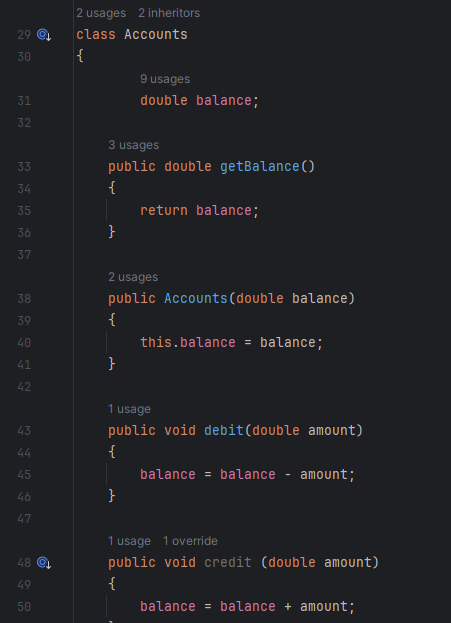 2 usages 2 inheritors
29 class Accounts
30 {
9 usages
31 double balance;
32
3 usages
33 public double getBalance()
34 {
35 return balance;
36 }
37
2 usages
38 public Accounts(double balance)
39 {
40 this.balance = balance;
41 }
42
1 usage
43 public void debit(double amount)
44 {
45 balance = balance - amount;
46 }
47
1 usage 1 override
48 public void credit (double amount)
49 {
50 balance = balance + amount;
}